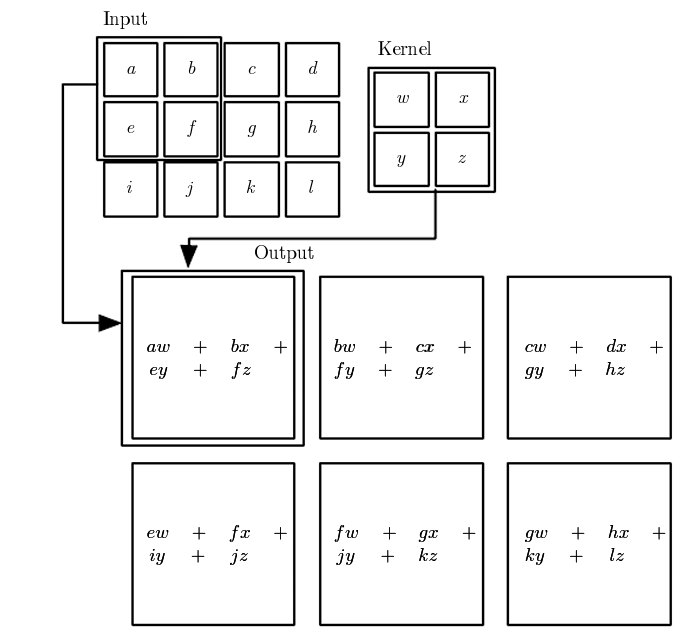 Input
a b c d
e f g h
i j k l
Kernel
w x
y z
Output
aw + bx +
ey + fz
bw + cx +
fy + gz
cw + dx +
gy + hz
ew + fx +
iy + jz
fw + gx +
jy + kz
gw + hx +
ky + lz